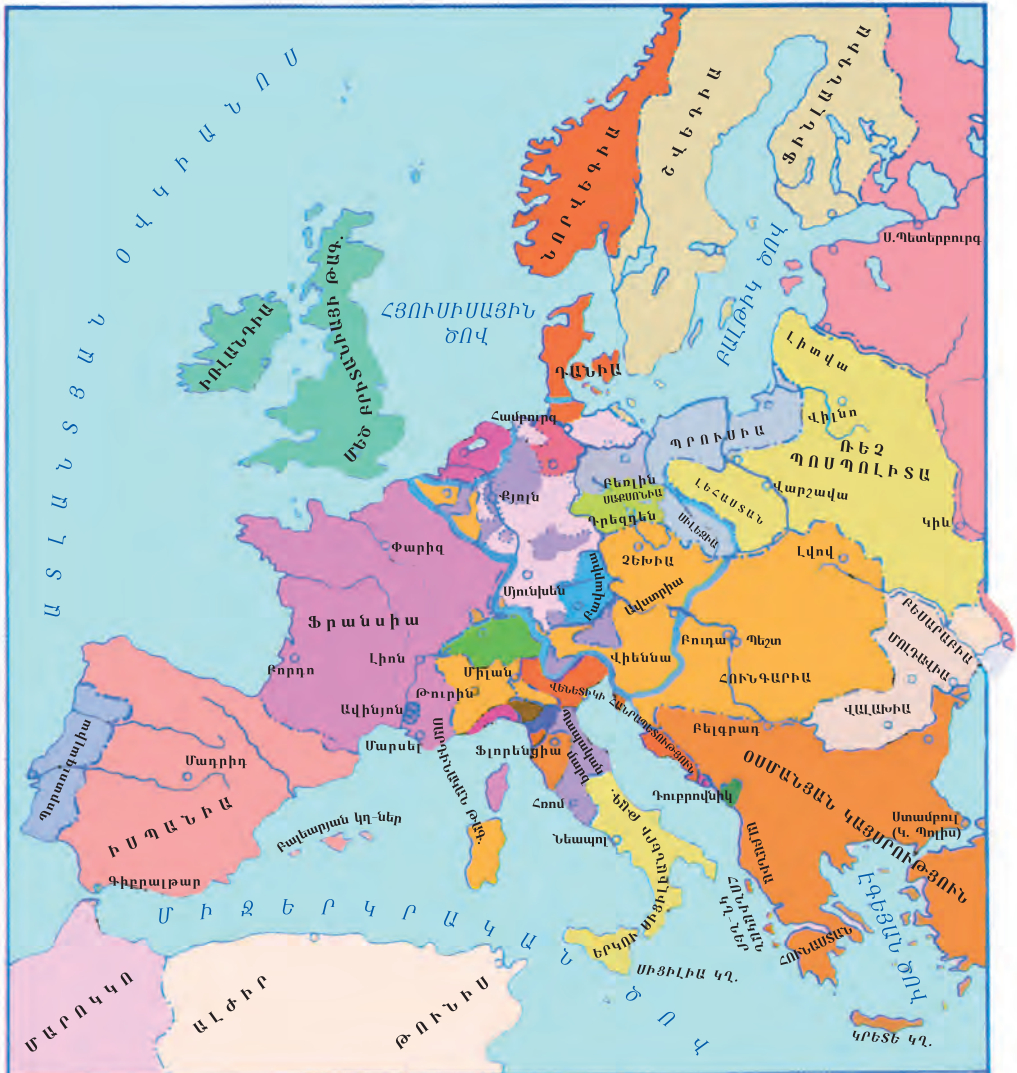 ԱՏԼԱՆՏՅԱՆ ՕՎԿԻԱՆՈՍ
ՆՈՐՎԵԳԻԱ
ՇՎԵԴԻԱ
ՖԻՆԼԱՆԴԻԱ
Ս.Պետերբուրգ
ԲԱԼԹԻԿ ԾՈՎ
ՀՅՈՒՍԻՍԱՅԻՆ
ԾՈՎ
ԻՌԼԱՆԴԻԱ
ՄԵԾ ԲՐԻՏԱՆԻԱՅԻ ԹԱԳ.
ԴԱՆԻԱ
Լիտվա
Վիլնո
ՌԵՉ
ՊՈՍՊՈԼԻՏԱ
Համբուրգ
ՊՐՈՒՍԻԱ
Բեռլին
ՍԱՔՍՈՆԻԱ
Դրեզդեն
ԼԵՀԱՍՏԱՆ
Վարշավա
ՍԻԼԵԶԻԱ
Կիև
Քյոլն
Փարիզ
ՉԵԽԻԱ
Լվով
Մյունխեն
Բավարիա
Ավստրիա
Ֆրանսիա
Վիեննա
Բուդա
Պեշտ
ՀՈՒՆԳԱՐԻԱ
ԲԵՍԱՐԱԲԻԱ
ՄՈԼԴԱՎԻԱ
ՎԱԼԱԽԻԱ
Բորդո
Լիոն
Միլան
Թուրին
Ավինյոն
Մարսել
ՎԵՆԵՏԻԿԻ ՀԱՆՐԱՊԵՏՈՒԹՅՈՒՆ
Բելգրադ
ՕՍՄԱՆՅԱՆ ԿԱՅՍՐՈՒԹՅՈՒՆ
Պորտուգալիա
Մադրիդ
ԻՍՊԱՆԻԱ
Բալեարյան կղ-ներ
Գիբրալթար
ՍԱՐԴԻՆԱԿԱՆ ԹԱԳ.
Ֆլորենցիա
Պապական
մարզ
Հռոմ
Նեապոլ
Դուբրովնիկ
ԱԼԲԱՆԻԱ
Ստամբուլ
(Կ. Պոլիս)
ԵՐԿՈՒ ՍԻՑԻԼԻԱ
ՍԻՑԻԼԻԱ ԿՂ.
ՀՈՆԻԱԿԱՆ
ԿՂ-ՆԵՐ
ՀՈՒՆԱՍՏԱՆ
ԷԳԵՅԱՆ ԾՈՎ
ԿՐԵՏԵ ԿՂ.
ՄԻՋԵՐԿՐԱԿԱՆ ԾՈՎ
ՄԱՐՈԿԿՈ
ԱԼԺԻՐ
ԹՈՒՆԻՍ